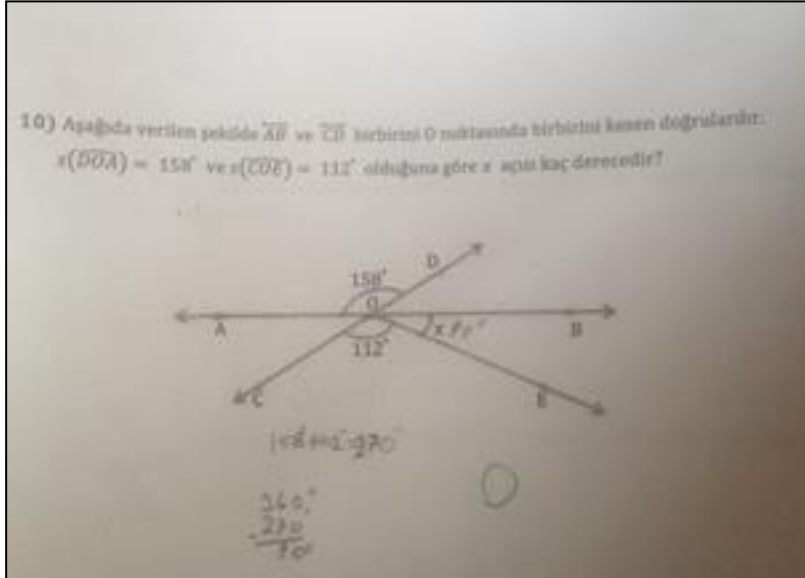 10) Aşağıda verilen şekilde AB ve CD birbirini O noktasında birbirini kesen doğrulardır.
s(DOA) = 158° ve s(COE) = 112° olduğuna göre x açısı kaç derecedir?
D
158°
O
A
x
B
112°
C
E
270°
360°
- 270